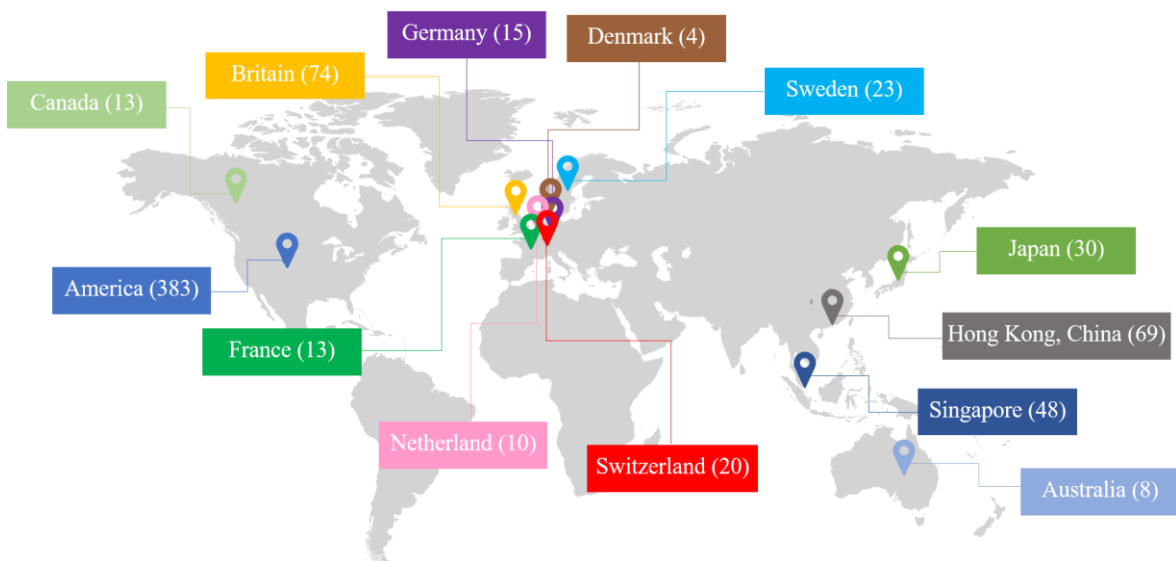 Germany (15)
Denmark (4)
Britain (74)
Sweden (23)
Canada (13)
Japan (30)
America (383)
Hong Kong, China (69)
France (13)
Singapore (48)
Netherland (10)
Switzerland (20)
Australia (8)